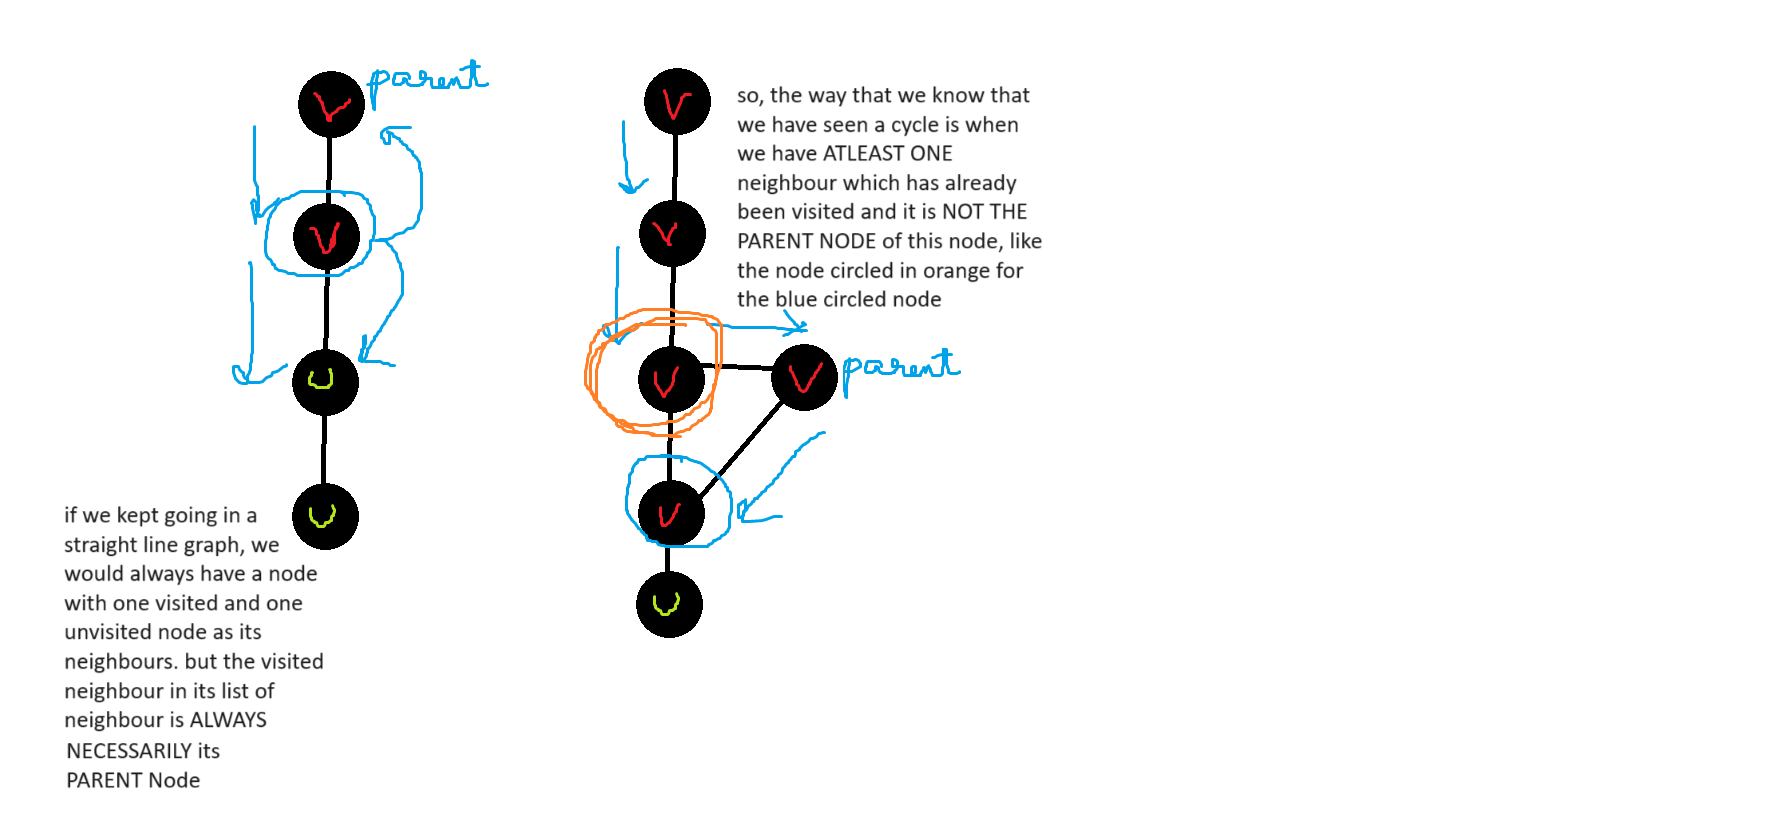 parent
V
V
U
U
if we kept going in a
straight line graph, we
would always have a node
with one visited and one
unvisited node as its
neighbours. but the visited
neighbour in its list of
neighbour is ALWAYS
NECESSARILY its
PARENT Node
V
V
V
V
parent
V
U
so, the way that we know that
we have seen a cycle is when
we have ATLEAST ONE
neighbour which has already
been visited and it is NOT THE
PARENT NODE of this node, like
the node circled in orange for
the blue circled node